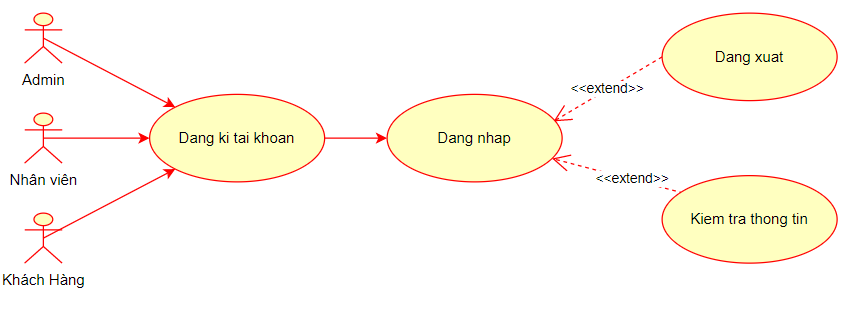 Admin
Nhân viên
Khách Hàng
Dang ki tai khoan
Dang nhap
<<extend>>
Dang xuat
<<extend>>
Kiem tra thong tin